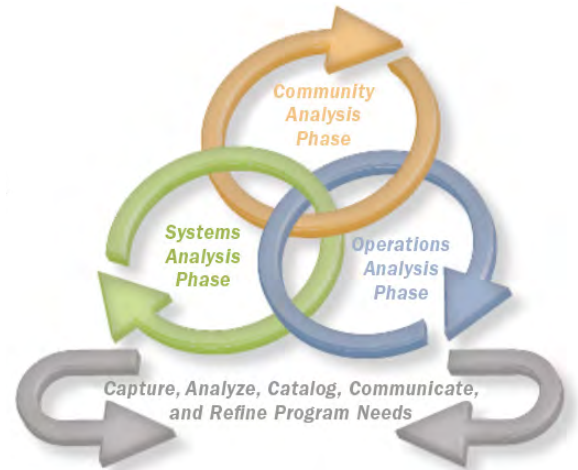 Community
Analysis
Phase
Systems
Analysis
Phase
Operations
Analysis
Phase
Capture, Analyze, Catalog, Communicate,
and Refine Program Needs